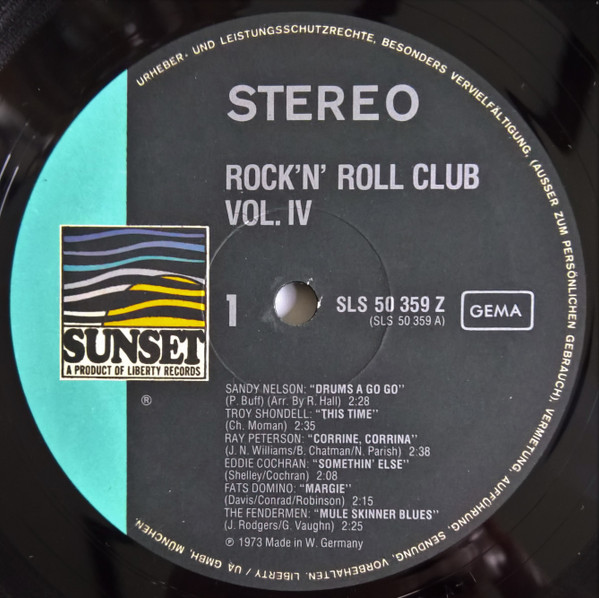 URHEBER- UND LEISTUNGSSCHUTZRECHTE, BESONDERS VERVIELFÄLTIGUNG, (AUSSER ZUM PERSÖNLICHEN GEBRAUCH), VERMIETUNG, AUFFÜHRUNG, SENDUNG, VORBEHALTEN. LIBERTY / UA GMBH, MÜNCHEN.
STEREO
ROCK'N' ROLL CLUB
VOL. IV
1
SLS 50 359 Z
(SLS 50 359 A)
GEMA
SUNSET
A PRODUCT OF LIBERTY RECORDS
®
SANDY NELSON: "DRUMS A GO GO"
(P. Buff) (Arr. By R. Hall) 2:28
TROY SHONDELL: "THIS TIME"
(Ch. Moman) 2:35
RAY PETERSON: "CORRINE, CORRINA"
(J. N. Williams/B. Chatman/N. Parish) 2:38
EDDIE COCHRAN: "SOMETHIN' ELSE"
(Shelley/Cochran) 2:08
FATS DOMINO: "MARGIE"
(Davis/Conrad/Robinson) 2:15
THE FENDERMEN: "MULE SKINNER BLUES"
(J. Rodgers/G. Vaughn) 2:25
℗ 1973 Made in W. Germany